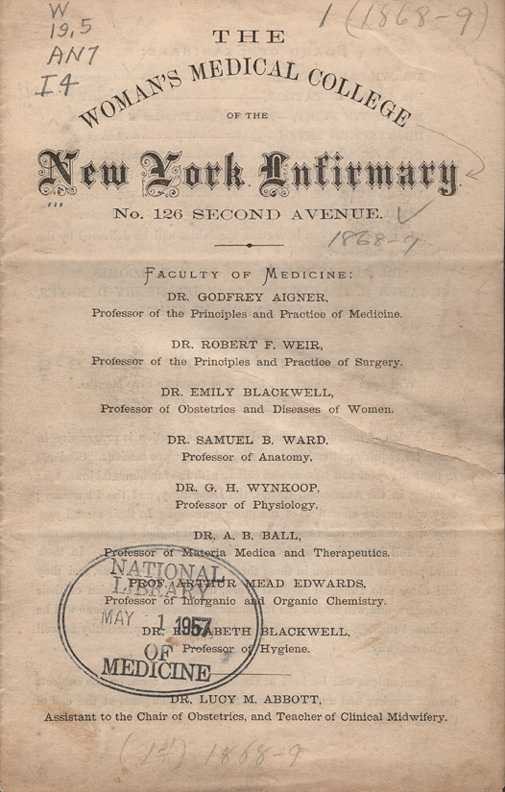 W
19.5
AN7
I4
1 (1868-9)
THE
WOMAN'S MEDICAL COLLEGE
OF THE
New York Infirmary.
No. 126 SECOND AVENUE.
1868-9
FACULTY OF MEDICINE:
DR. GODFREY AIGNER,
Professor of the Principles and Practice of Medicine.
DR. ROBERT F. WEIR,
Professor of the Principles and Practice of Surgery.
DR. EMILY BLACKWELL,
Professor of Obstetrics and Diseases of Women.
DR. SAMUEL B. WARD,
Professor of Anatomy,
DR. G. H. WYNKOOP,
Professor of Physiology.
DR. A. B. BALL,
Professor of Materia Medica and Therapeutics.
PROF. ARTHUR MEAD EDWARDS,
Professor of Inorganic and Organic Chemistry.
DR. ELIZABETH BLACKWELL,
Professor of Hygiene.
NATIONAL
LIBRARY
MAY 1 1957
OF
MEDICINE
DR. LUCY M. ABBOTT,
Assistant to the Chair of Obstetrics, and Teacher of Clinical Midwifery.
(1st) 1868-9